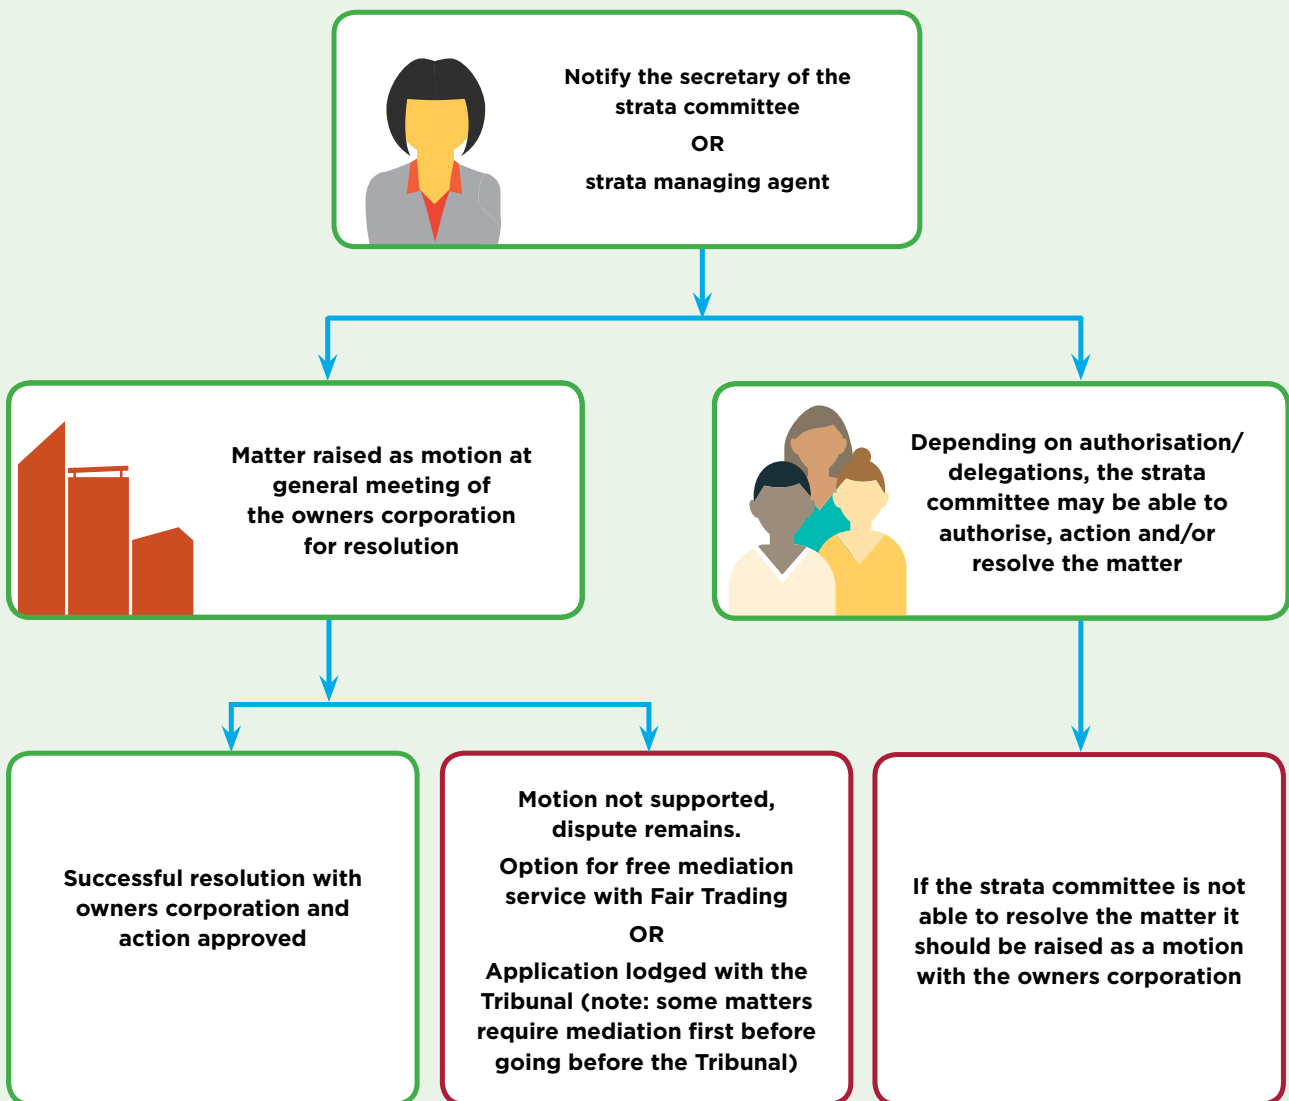 Notify the secretary of the
strata committee
OR
strata managing agent
Matter raised as motion at
general meeting of
the owners corporation
for resolution
Depending on authorisation/
delegations, the strata
committee may be able to
authorise, action and/or
resolve the matter
Successful resolution with
owners corporation and
action approved
Motion not supported,
dispute remains.
Option for free mediation
service with Fair Trading
OR
Application lodged with the
Tribunal (note: some matters
require mediation first before
going before the Tribunal)
If the strata committee is not
able to resolve the matter it
should be raised as a motion
with the owners corporation